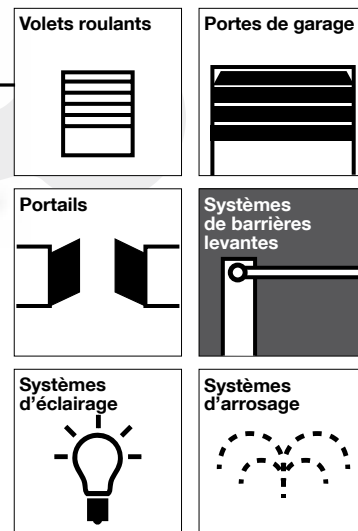 Volets roulants
Portes de garage
Portails
Systèmes
de barrières
levantes
Systèmes
d'éclairage
Systèmes
d'arrosage